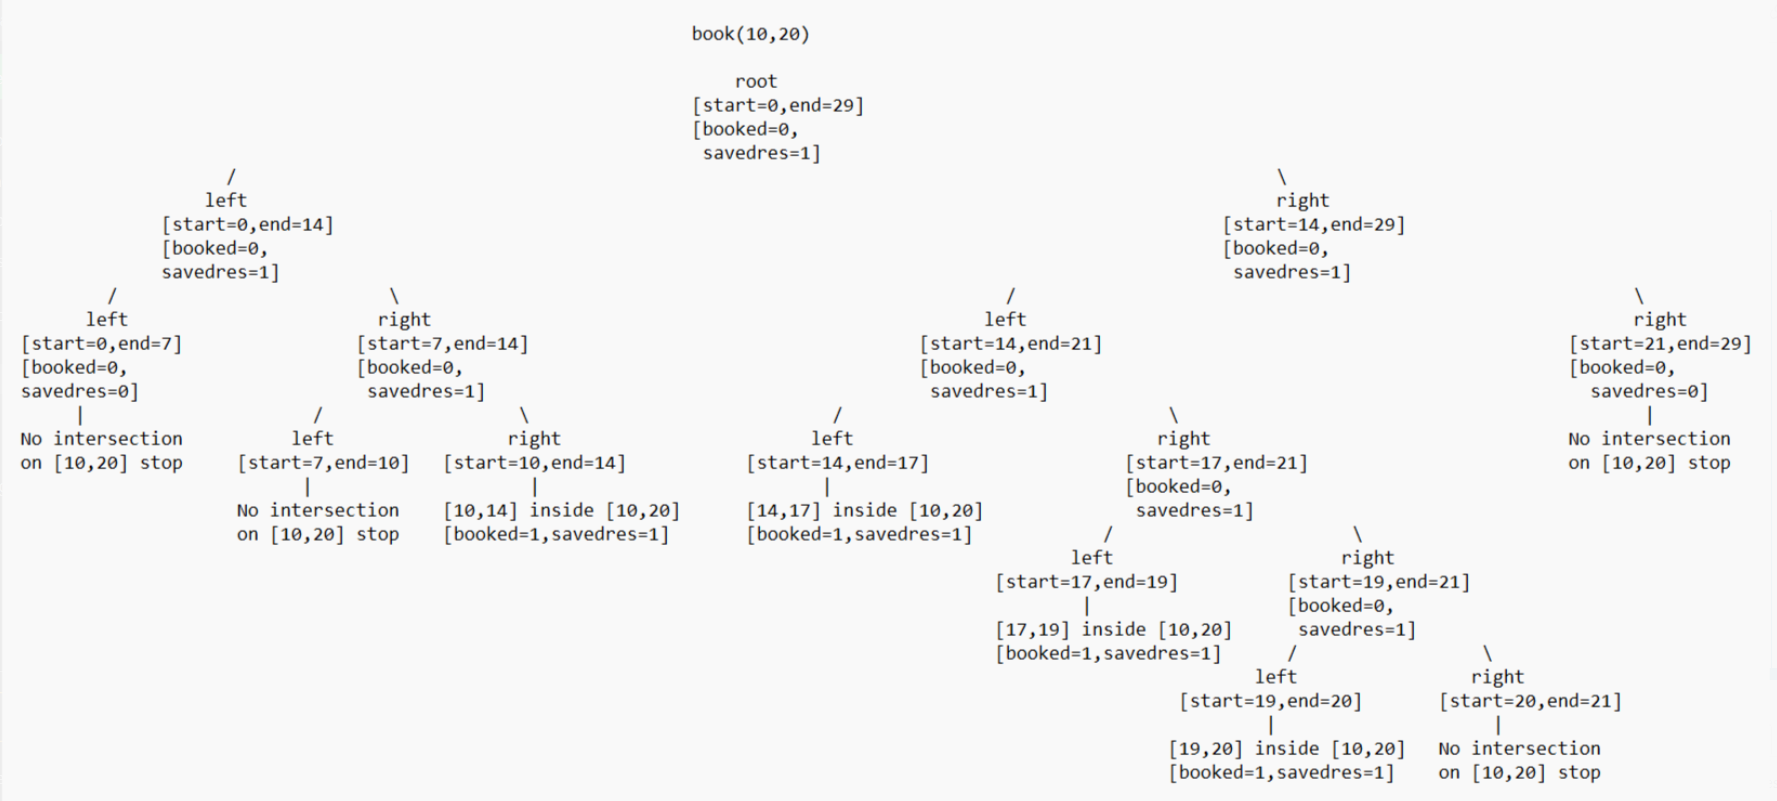 book(10,20)
root
[start=0,end=29]
[booked=0,
savedres=1]
/ \
left right
[start=0,end=14] [start=14,end=29]
[booked=0, [booked=0,
savedres=1] savedres=1]
/ \ / \
left right left right
[start=0,end=7] [start=7,end=14] [start=14,end=21] [start=21,end=29]
[booked=0, [booked=0, [booked=0, [booked=0,
savedres=0] savedres=1] savedres=1] savedres=0]
| / \ / \ |
No intersection left right left right No intersection
on [10,20] stop [start=7,end=10] [start=10,end=14] [start=14,end=17] [start=17,end=21] on [10,20] stop
| | | [booked=0,
No intersection [10,14] inside [10,20] [14,17] inside [10,20] savedres=1]
on [10,20] stop [booked=1,savedres=1] [booked=1,savedres=1] / \
left right
[start=17,end=19] [start=19,end=21]
| [booked=0,
[17,19] inside [10,20] savedres=1]
[booked=1,savedres=1] / \
left right
[start=19,end=20] [start=20,end=21]
| |
[19,20] inside [10,20] No intersection
[booked=1,savedres=1] on [10,20] stop